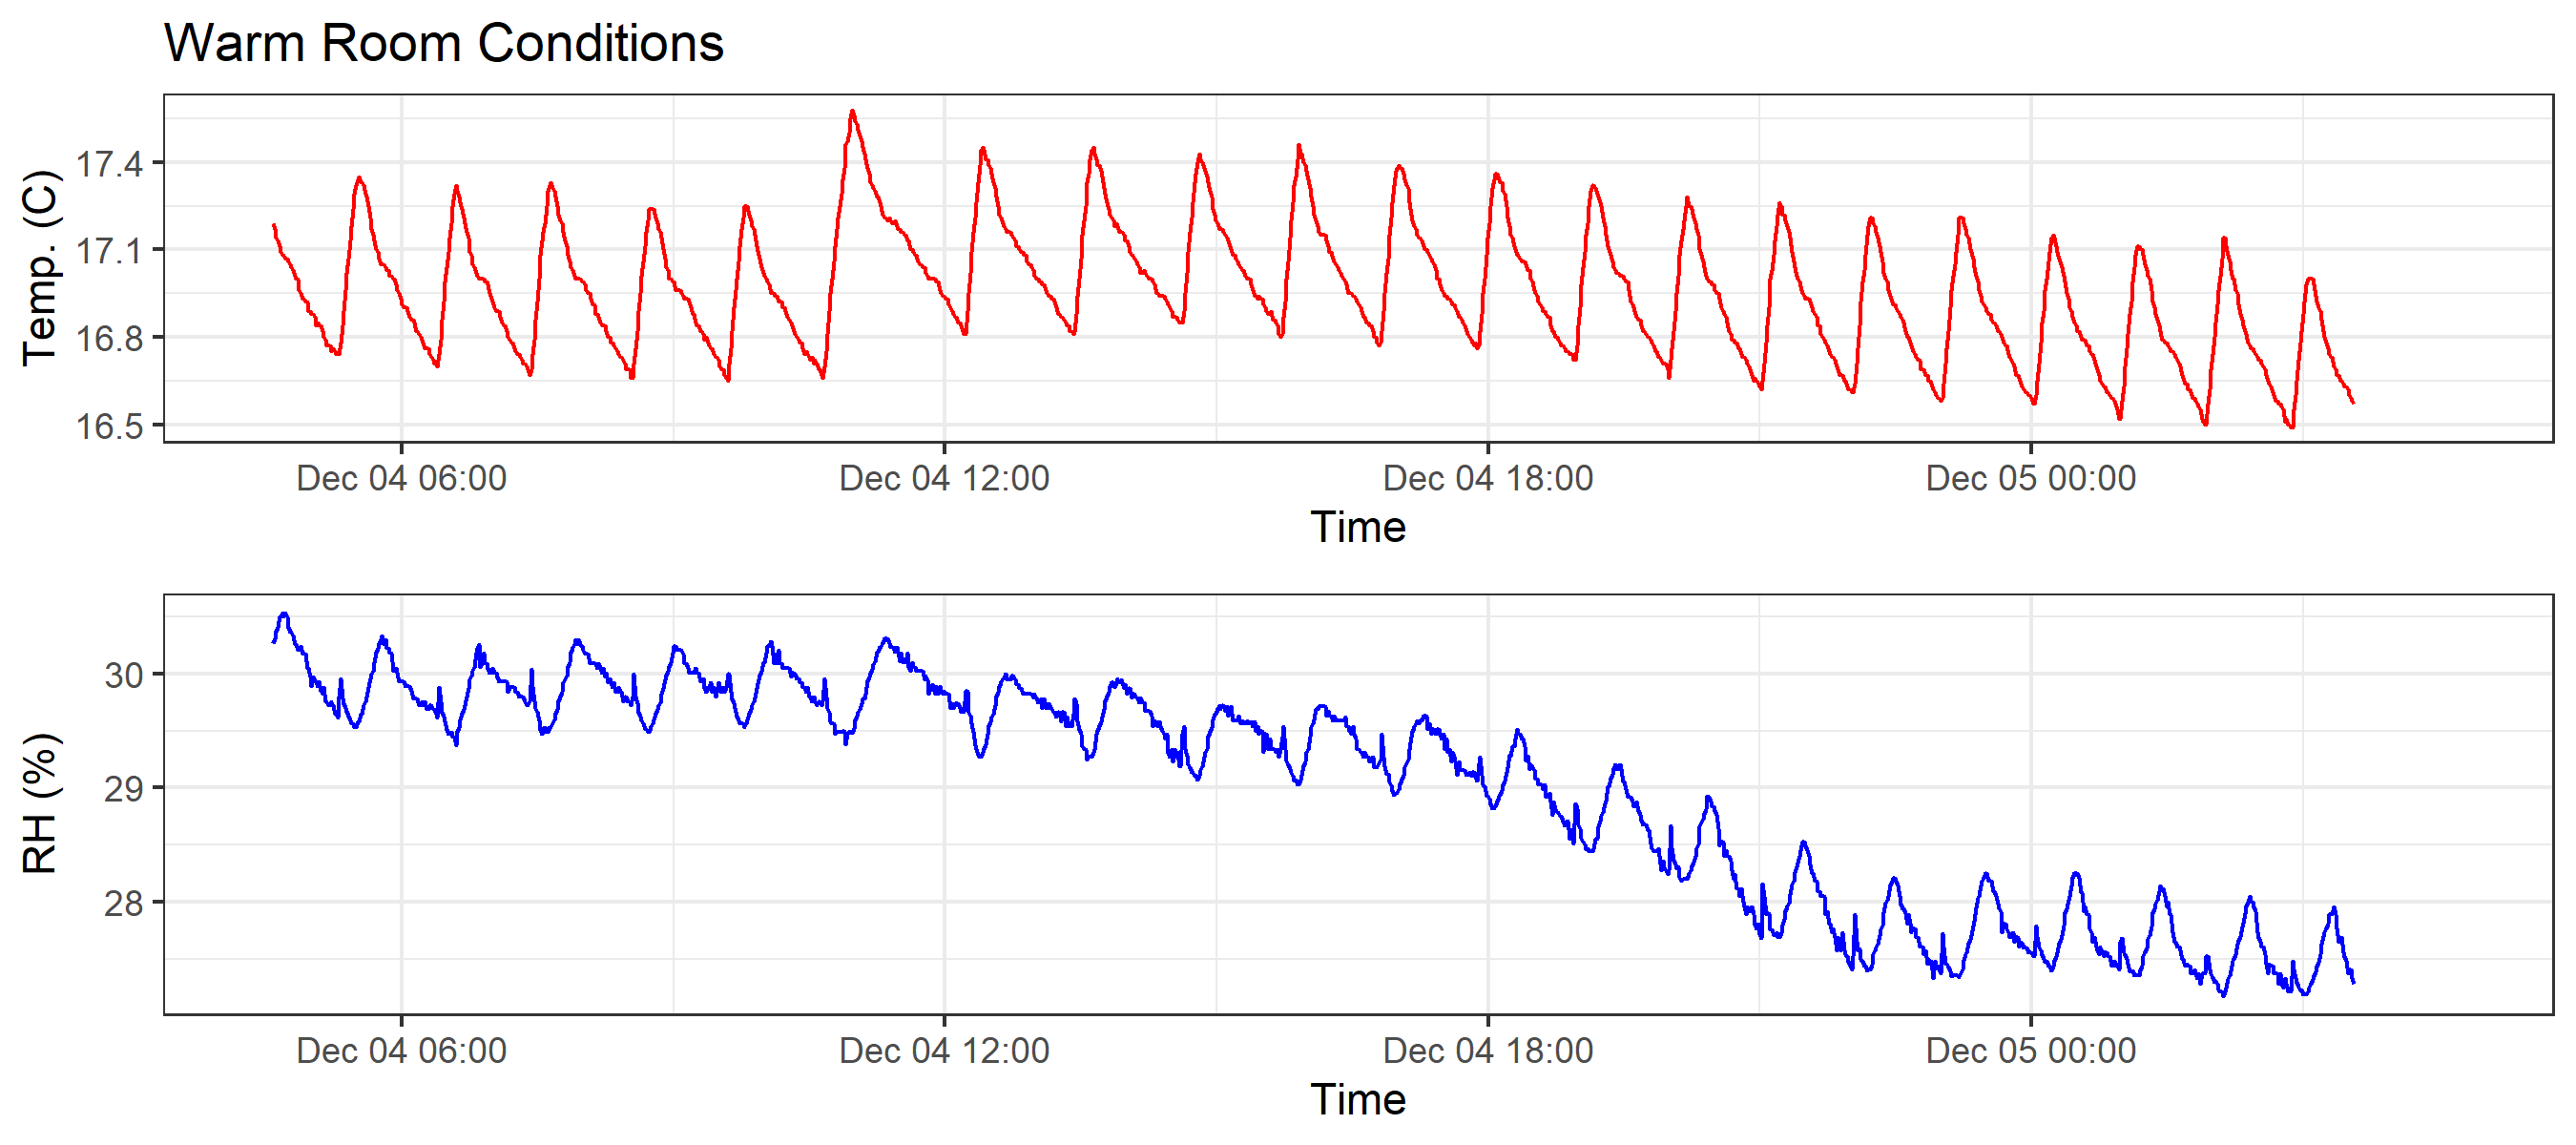 Warm Room Conditions
Temp. (C)
17.4
17.1
16.8
16.5
Dec 04 06:00 Dec 04 12:00 Dec 04 18:00 Dec 05 00:00
Time
RH (%)
30
29
28
Dec 04 06:00 Dec 04 12:00 Dec 04 18:00 Dec 05 00:00
Time